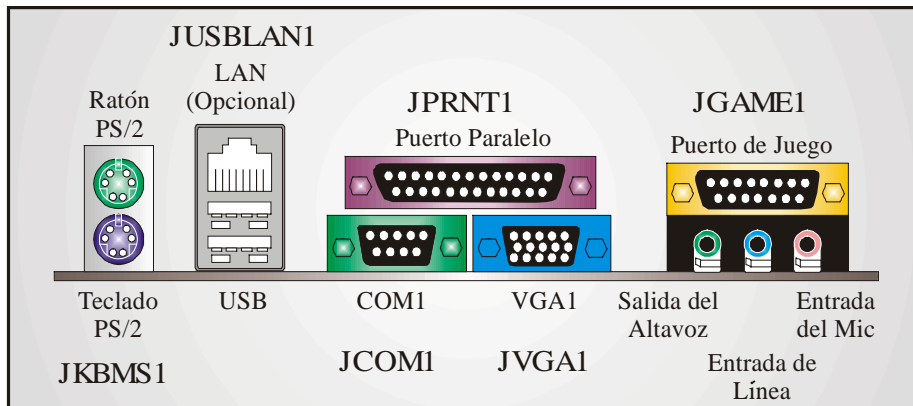 JUSBLAN1
LAN
(Opcional)
Ratón
PS/2
JPRNT1
Puerto Paralelo
JGAME1
Puerto de Juego
Teclado
PS/2
JKBMS1
USB
COM1
JCOM1
VGA1
JVGA1
Salida del
Altavoz
Entrada de
Línea
Entrada
del Mic